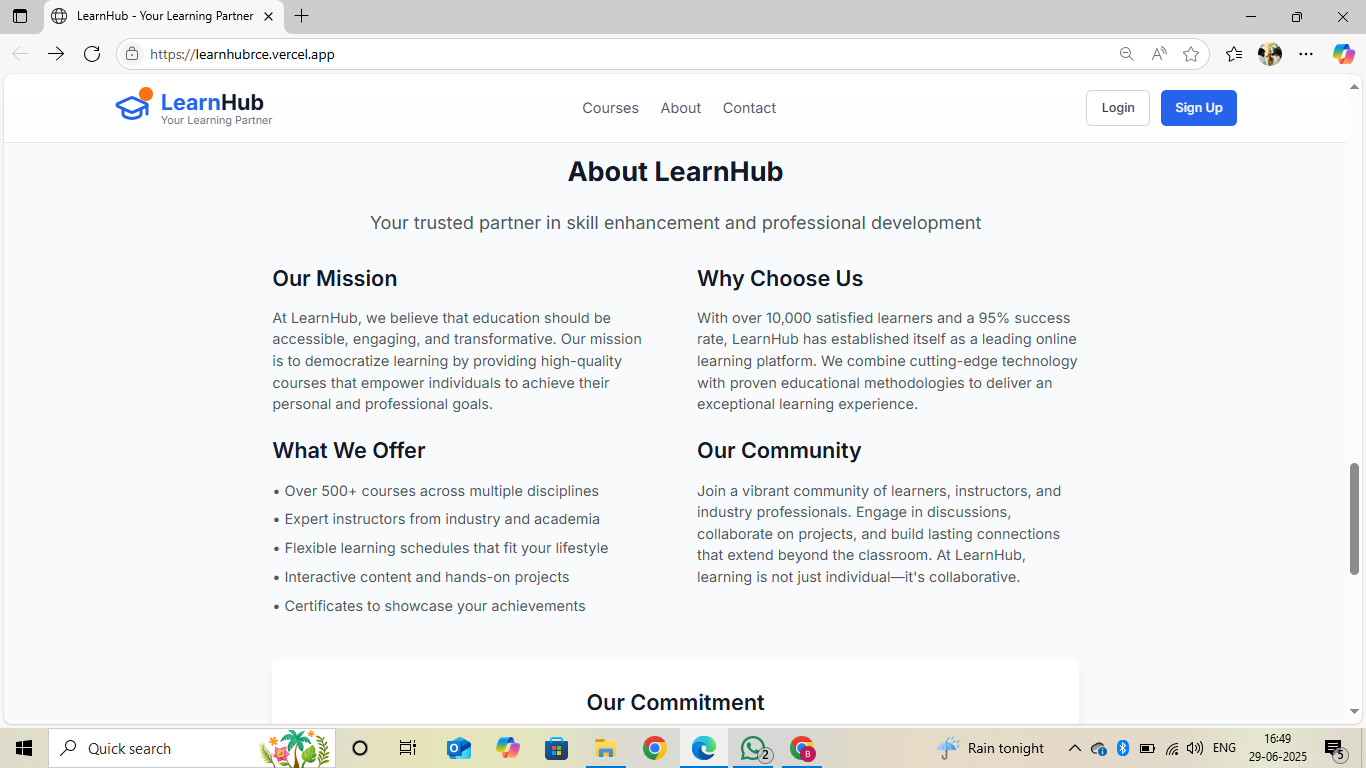 LearnHub - Your Learning Partner
https://learnhubrce.vercel.app
LearnHub
Your Learning Partner
Courses About Contact
Login Sign Up
About LearnHub
Your trusted partner in skill enhancement and professional development
Our Mission
At LearnHub, we believe that education should be
accessible, engaging, and transformative. Our mission
is to democratize learning by providing high-quality
courses that empower individuals to achieve their
personal and professional goals.
Why Choose Us
With over 10,000 satisfied learners and a 95% success
rate, LearnHub has established itself as a leading online
learning platform. We combine cutting-edge technology
with proven educational methodologies to deliver an
exceptional learning experience.
What We Offer
• Over 500+ courses across multiple disciplines
• Expert instructors from industry and academia
• Flexible learning schedules that fit your lifestyle
• Interactive content and hands-on projects
• Certificates to showcase your achievements
Our Community
Join a vibrant community of learners, instructors, and
industry professionals. Engage in discussions,
collaborate on projects, and build lasting connections
that extend beyond the classroom. At LearnHub,
learning is not just individual—it's collaborative.
Our Commitment
Quick search
2
B
Rain tonight
ENG
16:49
29-06-2025
5